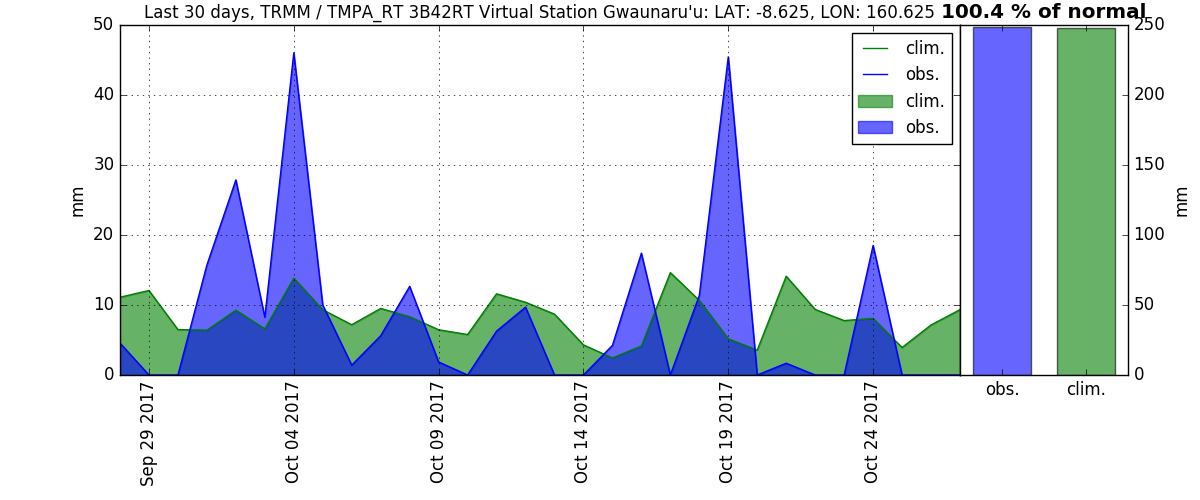 Last 30 days, TRMM / TMPA_RT 3B42RT Virtual Station Gwaunaru'u: LAT: -8.625, LON: 160.625 100.4 % of normal
50
40
30
20
10
0
mm
clim.
obs.
clim.
obs.
250
200
150
100
50
0
mm
Sep 29 2017
Oct 04 2017
Oct 09 2017
Oct 14 2017
Oct 19 2017
Oct 24 2017
obs.
clim.